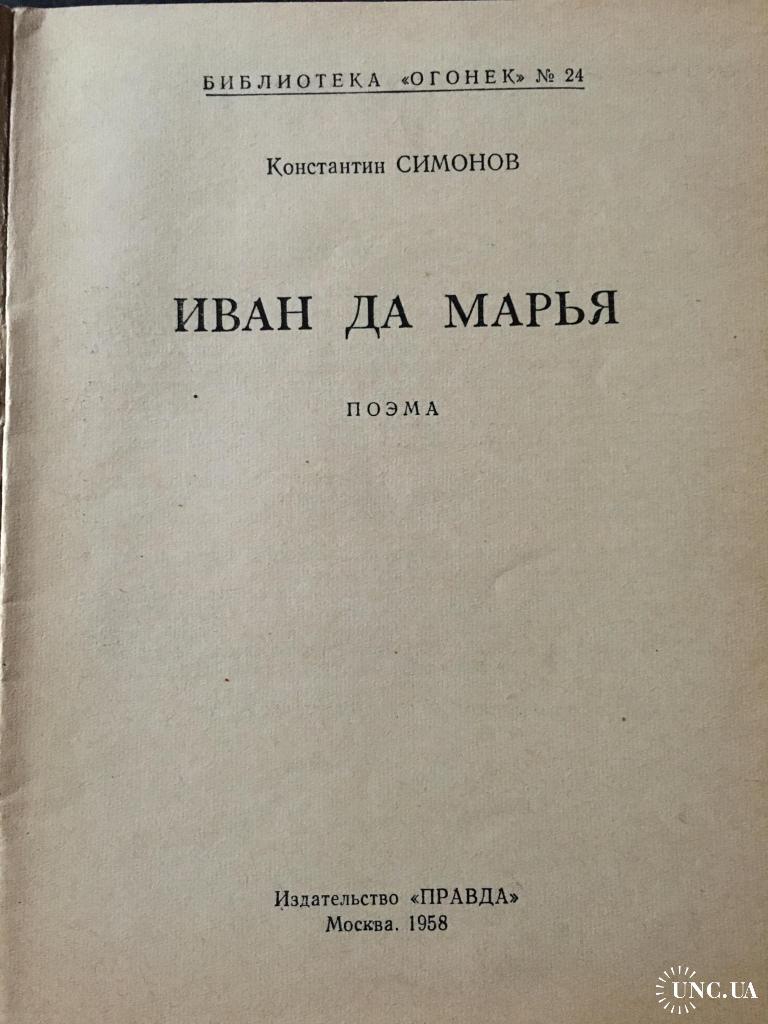 БИБЛИОТЕКА «ОГОНЕК» № 24
Константин СИМОНОВ
ИВАН ДА МАРЬЯ
ПОЭМА
Издательство «ПРАВДА»
Москва. 1958
UNC.UA